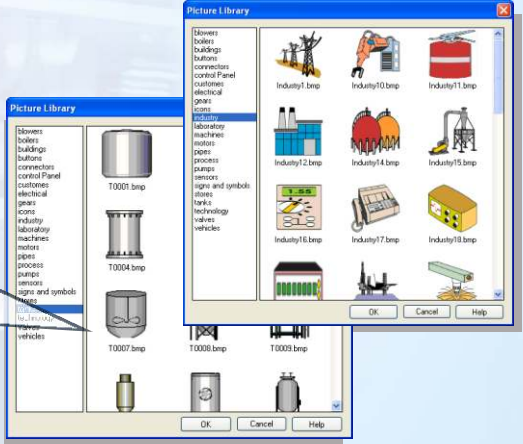 Picture Library
blowers
boilers
buildings
buttons
connectors
control Panel
customes
electrical
gears
icons
industry
laboratory
machines
motors
pipes
process
pumps
sensors
signs and symbols
stores
tanks
technology
valves
vehicles
Industry1.bmp
Industry10.bmp
Industry11.bmp
Industry12.bmp
Industry14.bmp
Industry15.bmp
1.55
Industry16.bmp
Industry17.bmp
Industry18.bmp
OK
Cancel
Help
Picture Library
blowers
boilers
buildings
buttons
connectors
control Panel
customes
electrical
gears
icons
industry
laboratory
machines
motors
pipes
process
pumps
sensors
signs and symbols
stores
technology
valves
vehicles
T0001.bmp
T0004.bmp
T0007.bmp
T0008.bmp
T0009.bmp
OK
Cancel
Help